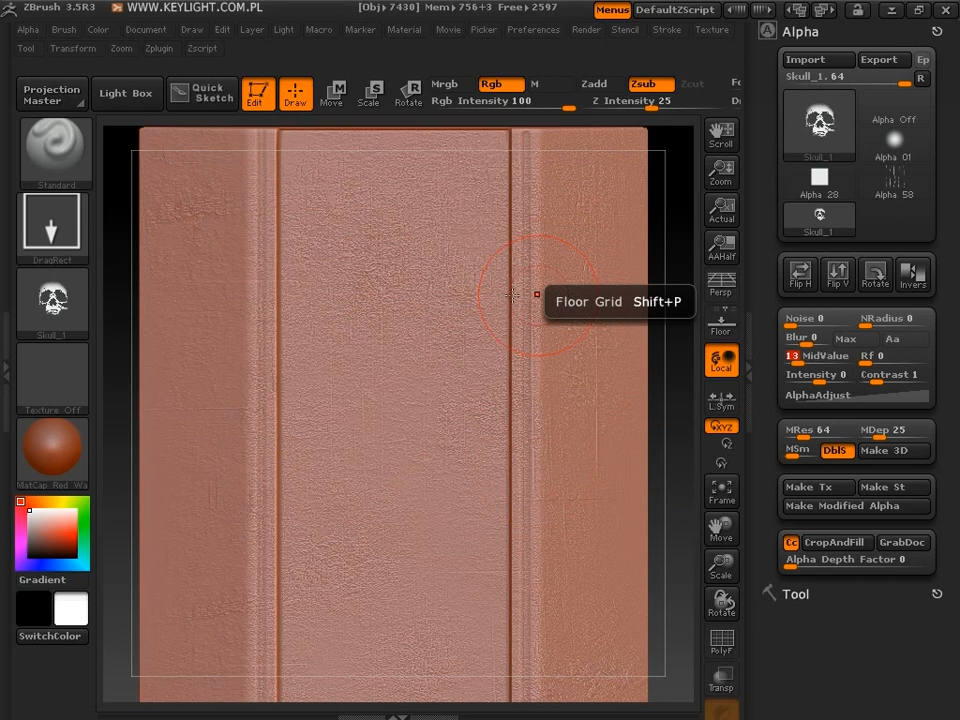 ZBrush 3.5R3 WWW.KEYLIGHT.COM.PL [Obj▸7430] Mem▸756+3 Free▸2597 Menus DefaultZScript
Alpha Brush Color Document Draw Edit Layer Light Macro Marker Material Movie Picker Preferences Render Stencil Stroke Texture
Tool Transform Zoom Zplugin Zscript
Projection Master
Light Box
Quick Sketch
Edit Draw Move Scale Rotate
Mrgb Rgb M Zadd Zsub Zcut Fo
Rgb Intensity 100 Z Intensity 25
Standard
DragRect
Skull_1
Texture Off
MatCap Red Wa
Gradient
SwitchColor
Floor Grid Shift+P
Scroll
Zoom
Actual
AAHalf
Persp
Floor
Local
L.Sym
XYZ
Z
Y
Frame
Move
Scale
Rotate
PolyF
Transp
A Alpha
Import Export Ep
Skull_1. 64 R
Skull_1
Alpha Off
Alpha 01
Alpha 28 Alpha 58
Skull_1
Flip H Flip V Rotate Invers
Noise 0 NRadius 0
Blur 0 Max Aa
13 MidValue Rf 0
Intensity 0 Contrast 1
AlphaAdjust
MRes 64 MDep 25
MSm DblS Make 3D
Make Tx Make St
Make Modified Alpha
Cc CropAndFill GrabDoc
Alpha Depth Factor 0
Tool